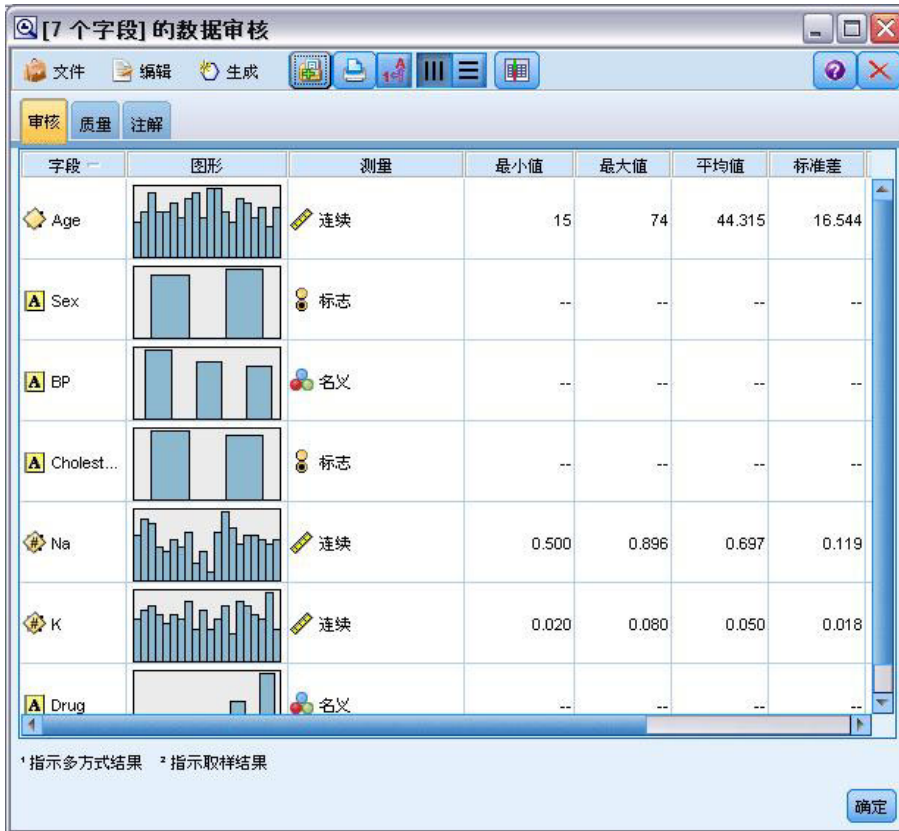 [7 个字段] 的数据审核
文件 编辑 生成
审核 质量 注解
字段 图形 测量 最小值 最大值 平均值 标准差
Age 连续 15 74 44.315 16.544
A Sex 标志 -- -- -- --
A BP 名义 -- -- -- --
A Cholest... 标志 -- -- -- --
# Na 连续 0.500 0.896 0.697 0.119
# K 连续 0.020 0.080 0.050 0.018
A Drug 名义 -- -- -- --
¹ 指示多方式结果 ² 指示取样结果
确定